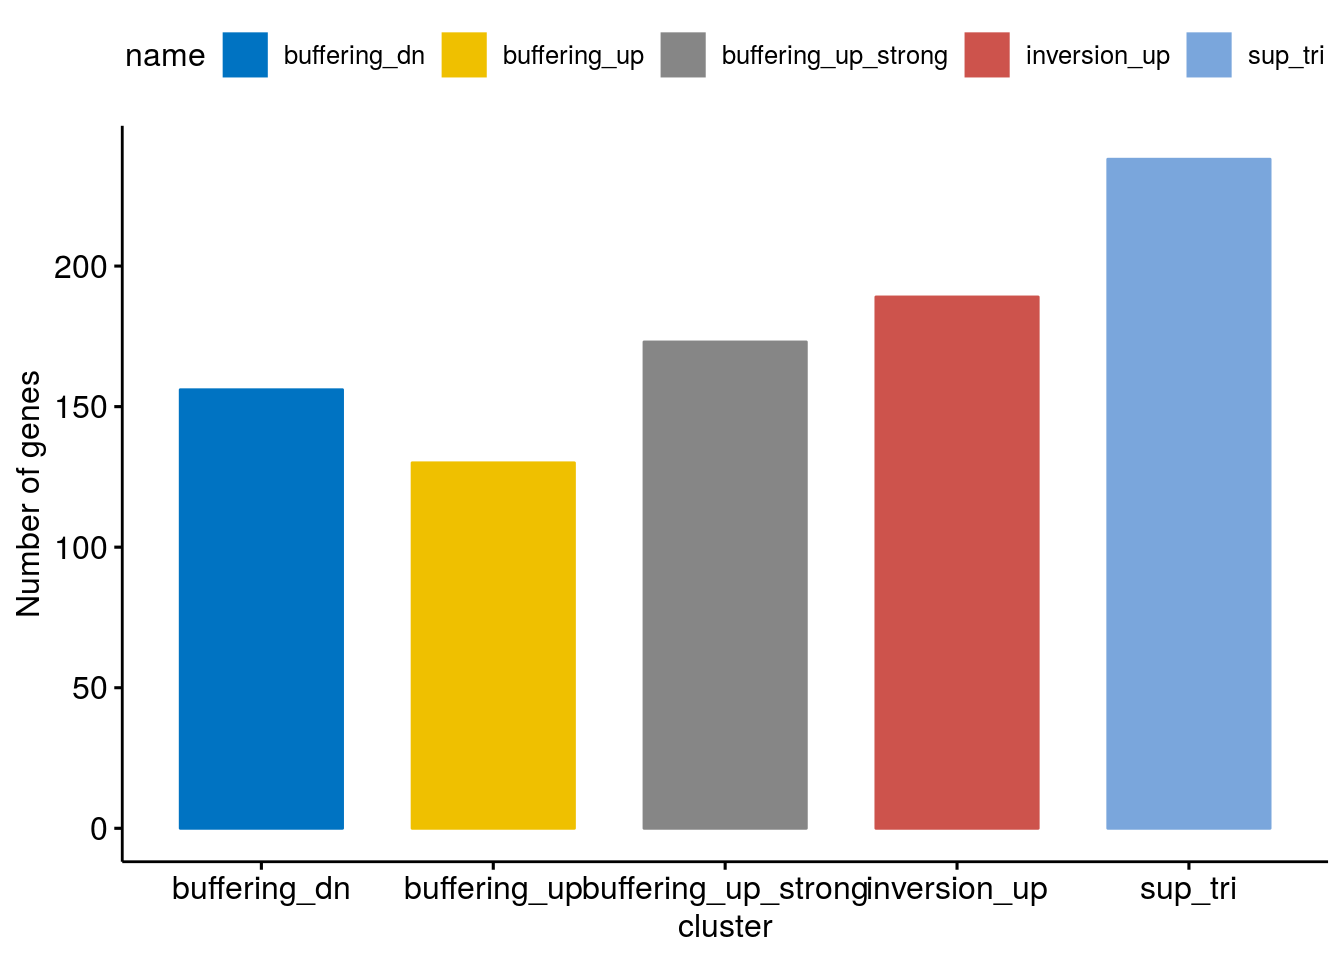 name buffering_dn buffering_up buffering_up_strong inversion_up sup_tri
200
150
100
50
0
Number of genes
buffering_dn buffering_up buffering_up_strong inversion_up sup_tri
cluster